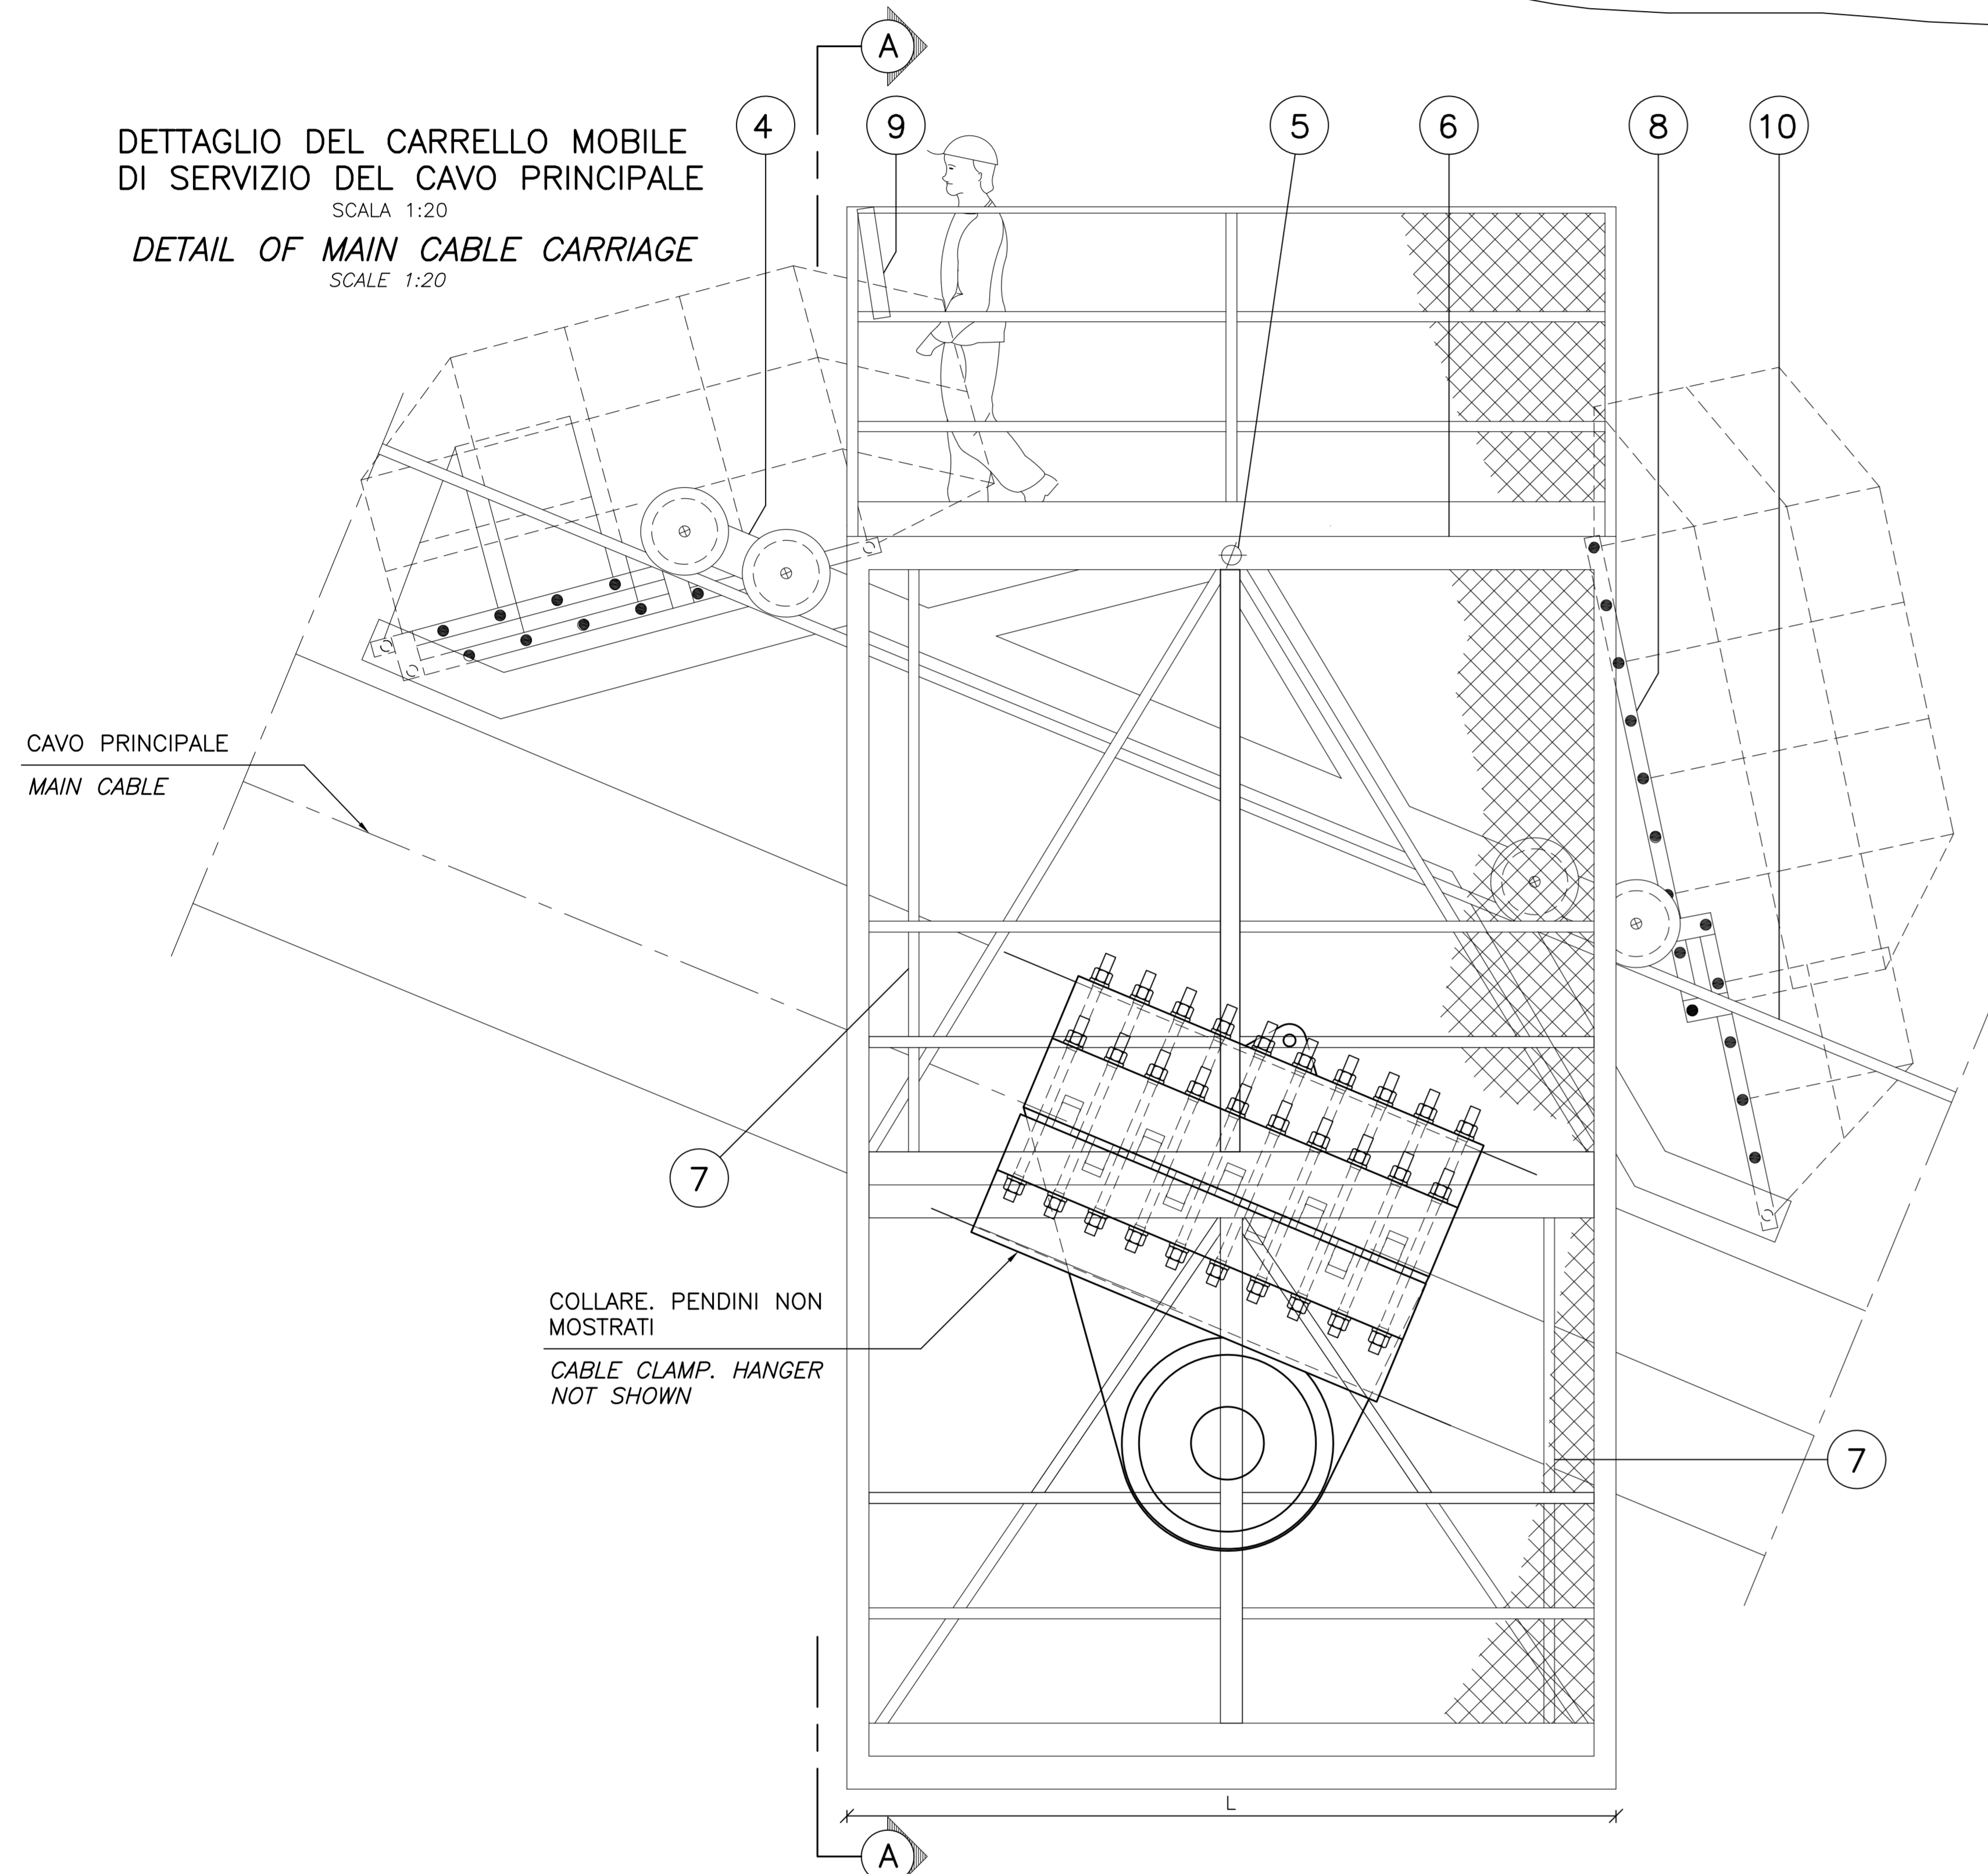 A
4
9
5
6
8
10
DETTAGLIO DEL CARRELLO MOBILE
DI SERVIZIO DEL CAVO PRINCIPALE
SCALA 1:20
DETAIL OF MAIN CABLE CARRIAGE
SCALE 1:20
CAVO PRINCIPALE
MAIN CABLE
7
COLLARE. PENDINI NON
MOSTRATI
CABLE CLAMP. HANGER
NOT SHOWN
7
L
A